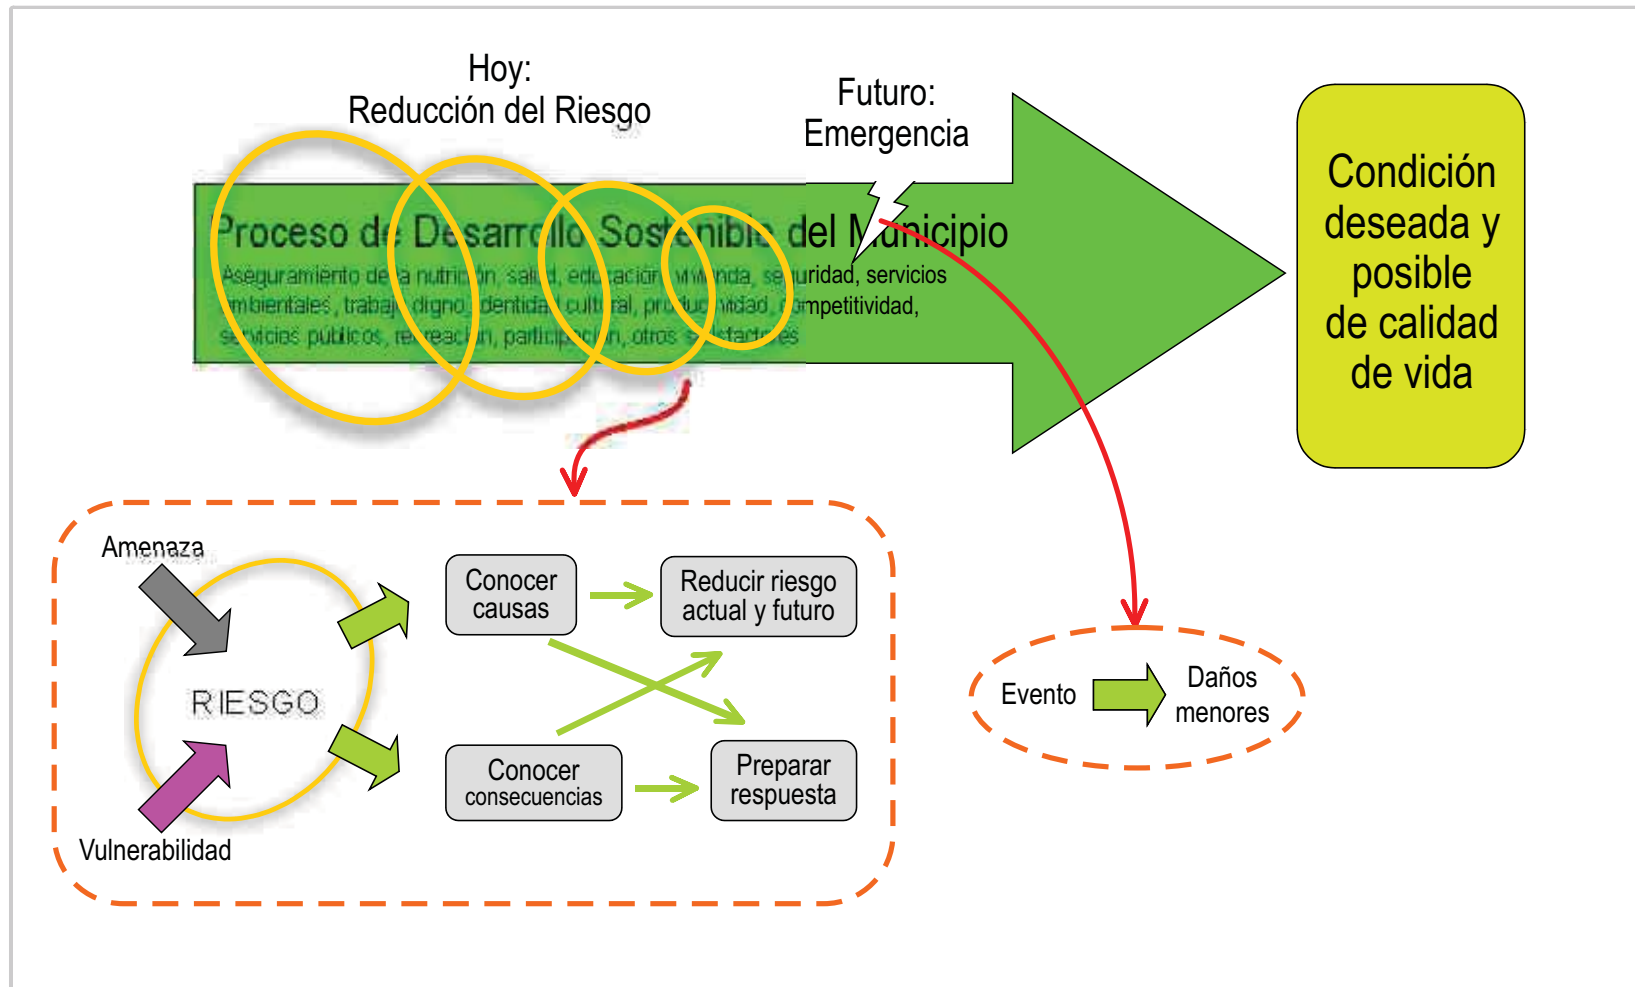 Hoy:
Reducción del Riesgo
Futuro:
Emergencia
Proceso de Desarrollo Sostenible del Municipio
Aseguramiento de la nutrición, salud, educación, vivienda, seguridad, servicios
ambientales, trabajo digno, identidad cultural, productividad, competitividad,
servicios publicos, recreación, participación, otros satisfactores
Condición
deseada y
posible
de calidad
de vida
Amenaza
RIESGO
Vulnerabilidad
Conocer
causas
Reducir riesgo
actual y futuro
Conocer
consecuencias
Preparar
respuesta
Evento
Daños
menores